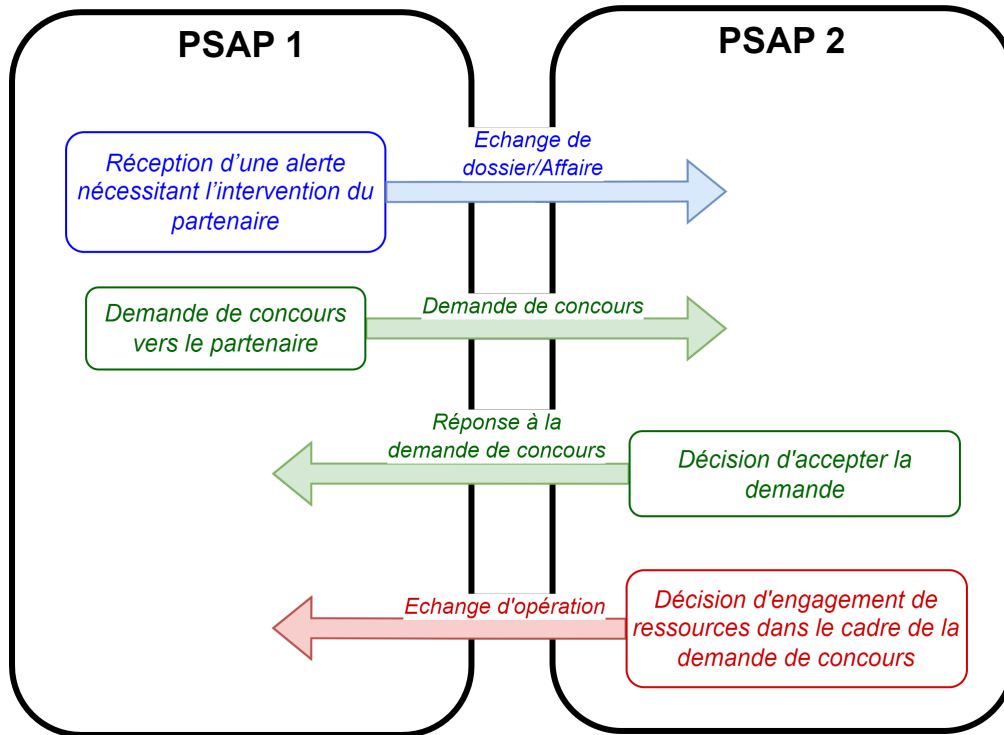 PSAP 1
PSAP 2
Echange de
dossier/Affaire
Réception d’une alerte
nécessitant l’intervention du
partenaire
Demande de concours
Demande de concours
vers le partenaire
Réponse à la
demande de concours
Décision d'accepter la
demande
Echange d'opération
Décision d'engagement de
ressources dans le cadre de la
demande de concours